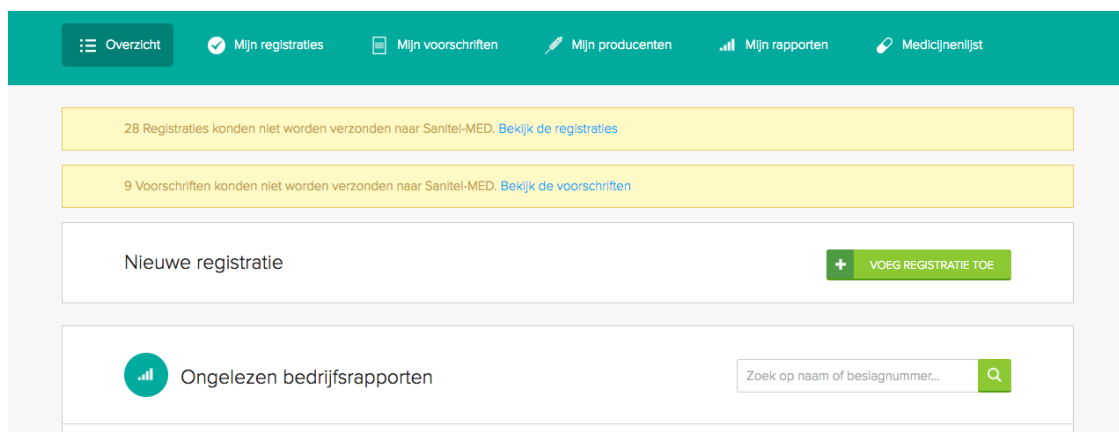 Overzicht Mijn registraties Mijn voorschriften Mijn producenten Mijn rapporten Medicijnenlijst
28 Registraties konden niet worden verzonden naar Sanitel-MED. Bekijk de registraties
9 Voorschriften konden niet worden verzonden naar Sanitel-MED. Bekijk de voorschriften
Nieuwe registratie + VOEG REGISTRATIE TOE
Ongelezen bedrijfsrapporten Zoek op naam of beslagnummer...